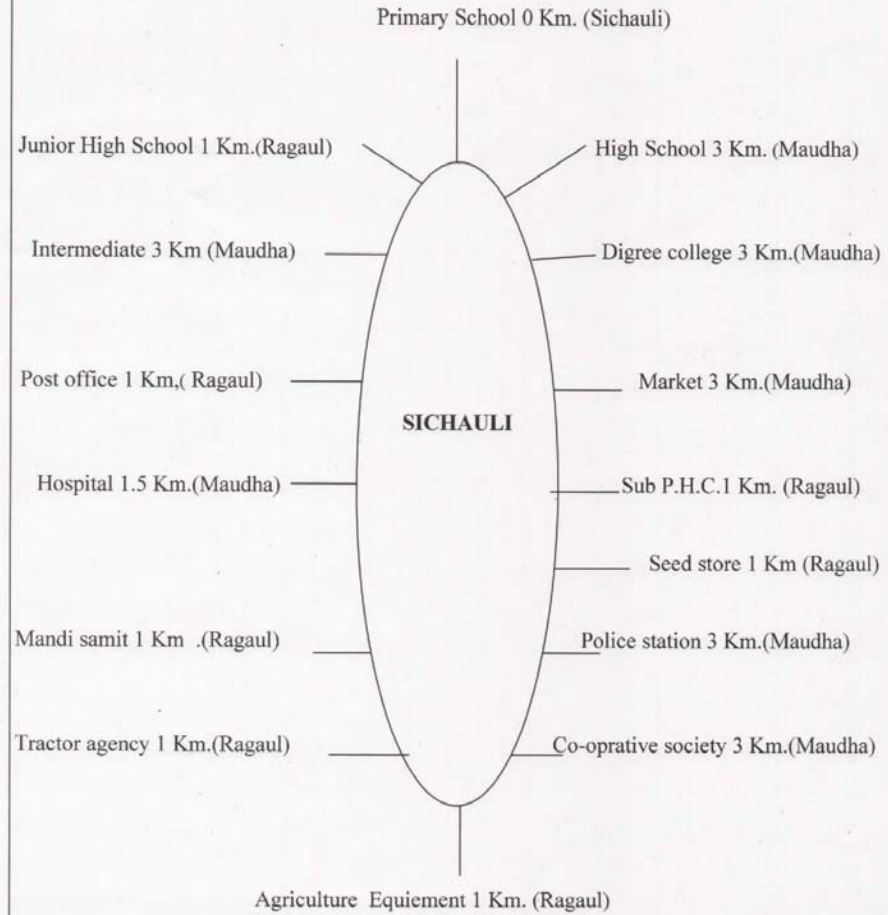 Primary School 0 Km. (Sichauli)
Junior High School 1 Km.(Ragaul)
High School 3 Km. (Maudha)
Intermediate 3 Km (Maudha)
Digree college 3 Km.(Maudha)
Post office 1 Km,( Ragaul)
Market 3 Km.(Maudha)
SICHAULI
Hospital 1.5 Km.(Maudha)
Sub P.H.C.1 Km. (Ragaul)
Seed store 1 Km (Ragaul)
Mandi samit 1 Km .(Ragaul)
Police station 3 Km.(Maudha)
Tractor agency 1 Km.(Ragaul)
Co-oprative society 3 Km.(Maudha)
Agriculture Equiement 1 Km. (Ragaul)